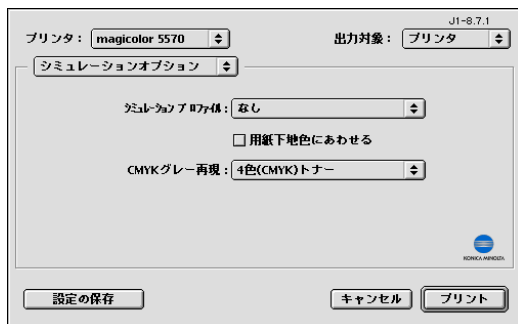 J1-8.7.1
プリンタ： magicolor 5570
出力対象： プリンタ
シミュレーションオプション
シミュレーション プロファイル： なし
用紙下地色にあわせる
CMYKグレー再現： 4色(CMYK)トナー
KONICA MINOLTA
設定の保存
キャンセル
プリント